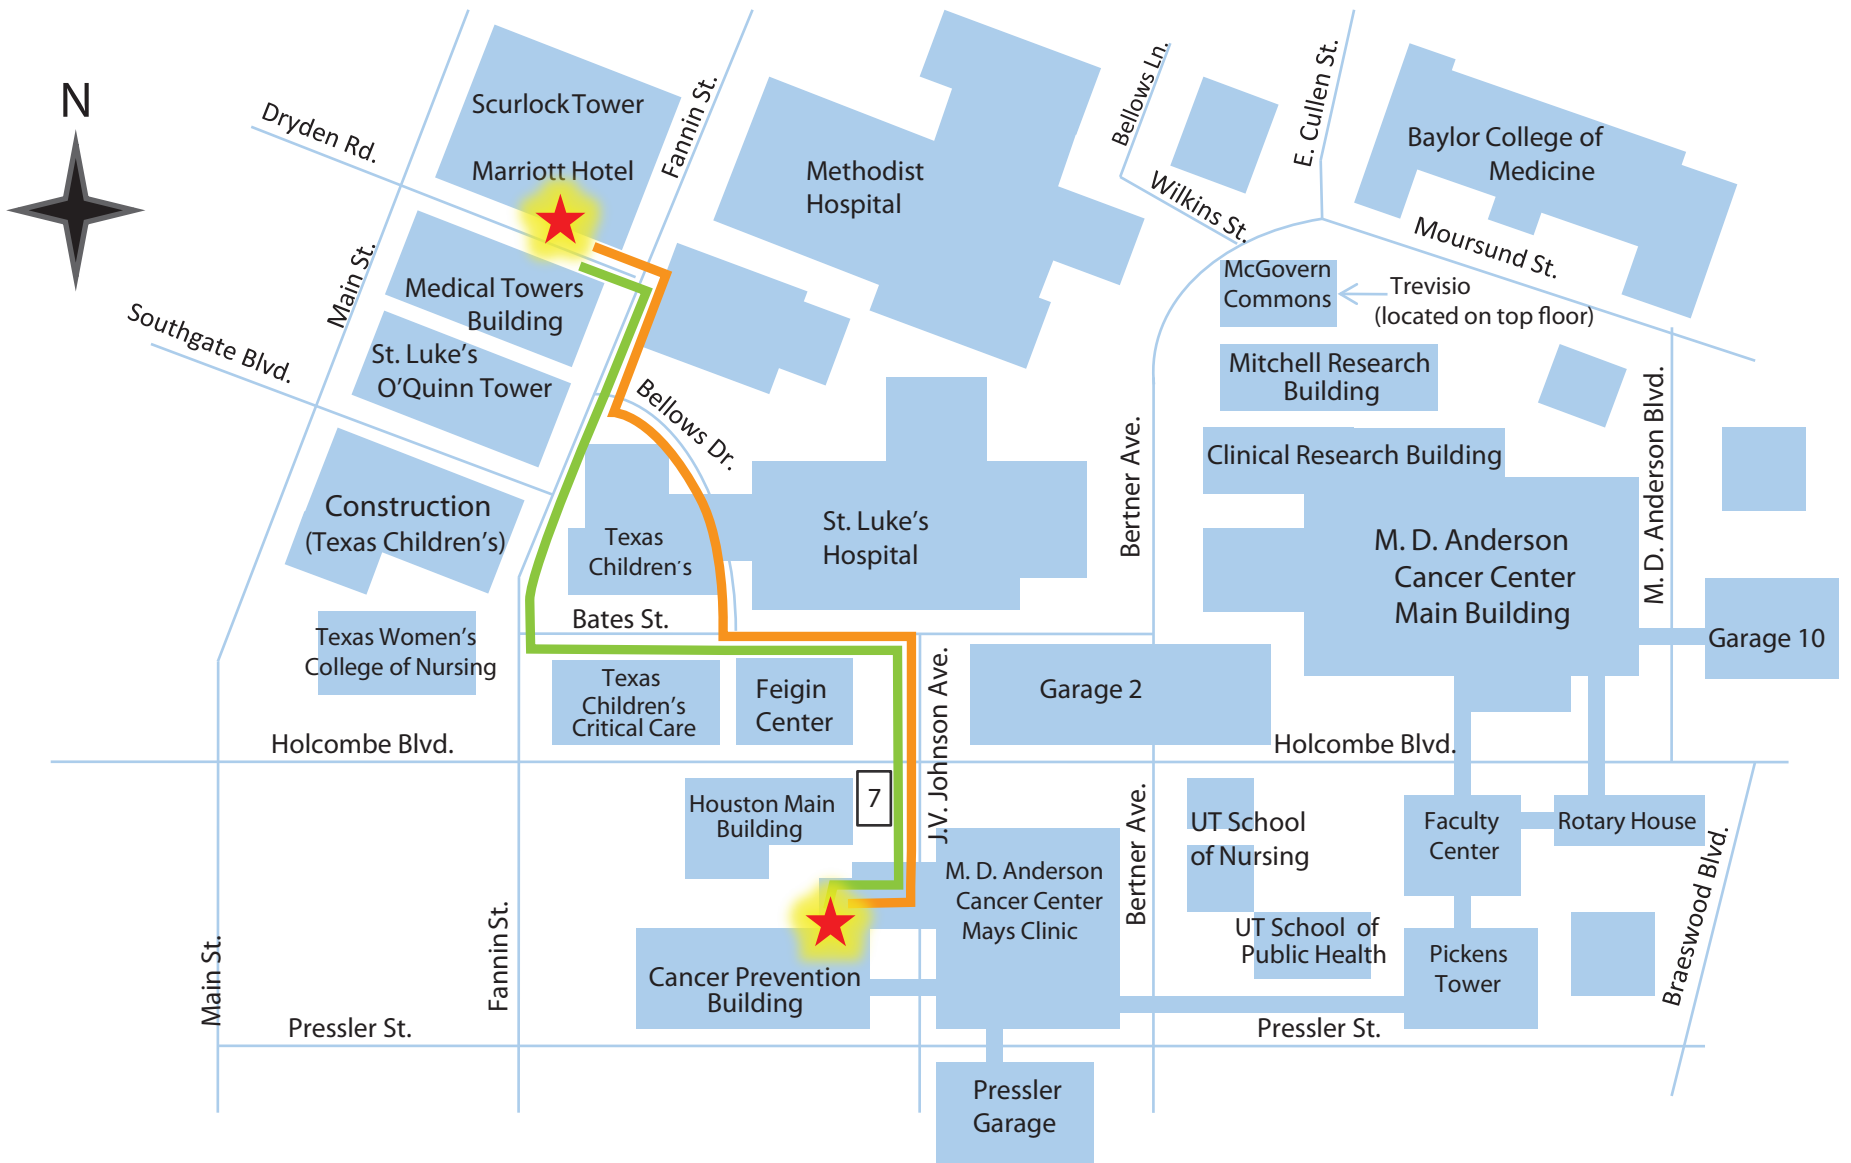 N
Dryden Rd.
Scurlock Tower
Marriott Hotel
Fannin St.
Methodist
Hospital
Bellows Ln.
Wilkins St.
E. Cullen St.
Baylor College of
Medicine
Moursund St.
Main St.
Southgate Blvd.
Medical Towers
Building
St. Luke's
O'Quinn Tower
McGovern
Commons
Trevisio
(located on top floor)
Mitchell Research
Building
Bellows Dr.
Bertner Ave.
Clinical Research Building
M. D. Anderson Blvd.
Construction
(Texas Children's)
Texas
Children's
St. Luke's
Hospital
M. D. Anderson
Cancer Center
Main Building
Bates St.
Texas Women's
College of Nursing
Garage 10
Texas
Children's
Critical Care
Feigin
Center
J.V. Johnson Ave.
Garage 2
Holcombe Blvd.
Holcombe Blvd.
Houston Main
Building
7
Bertner Ave.
UT School
of Nursing
Faculty
Center
Rotary House
Braeswood Blvd.
M. D. Anderson
Cancer Center
Mays Clinic
UT School of
Public Health
Pickens
Tower
Main St.
Fannin St.
Cancer Prevention
Building
Pressler St.
Pressler St.
Pressler
Garage